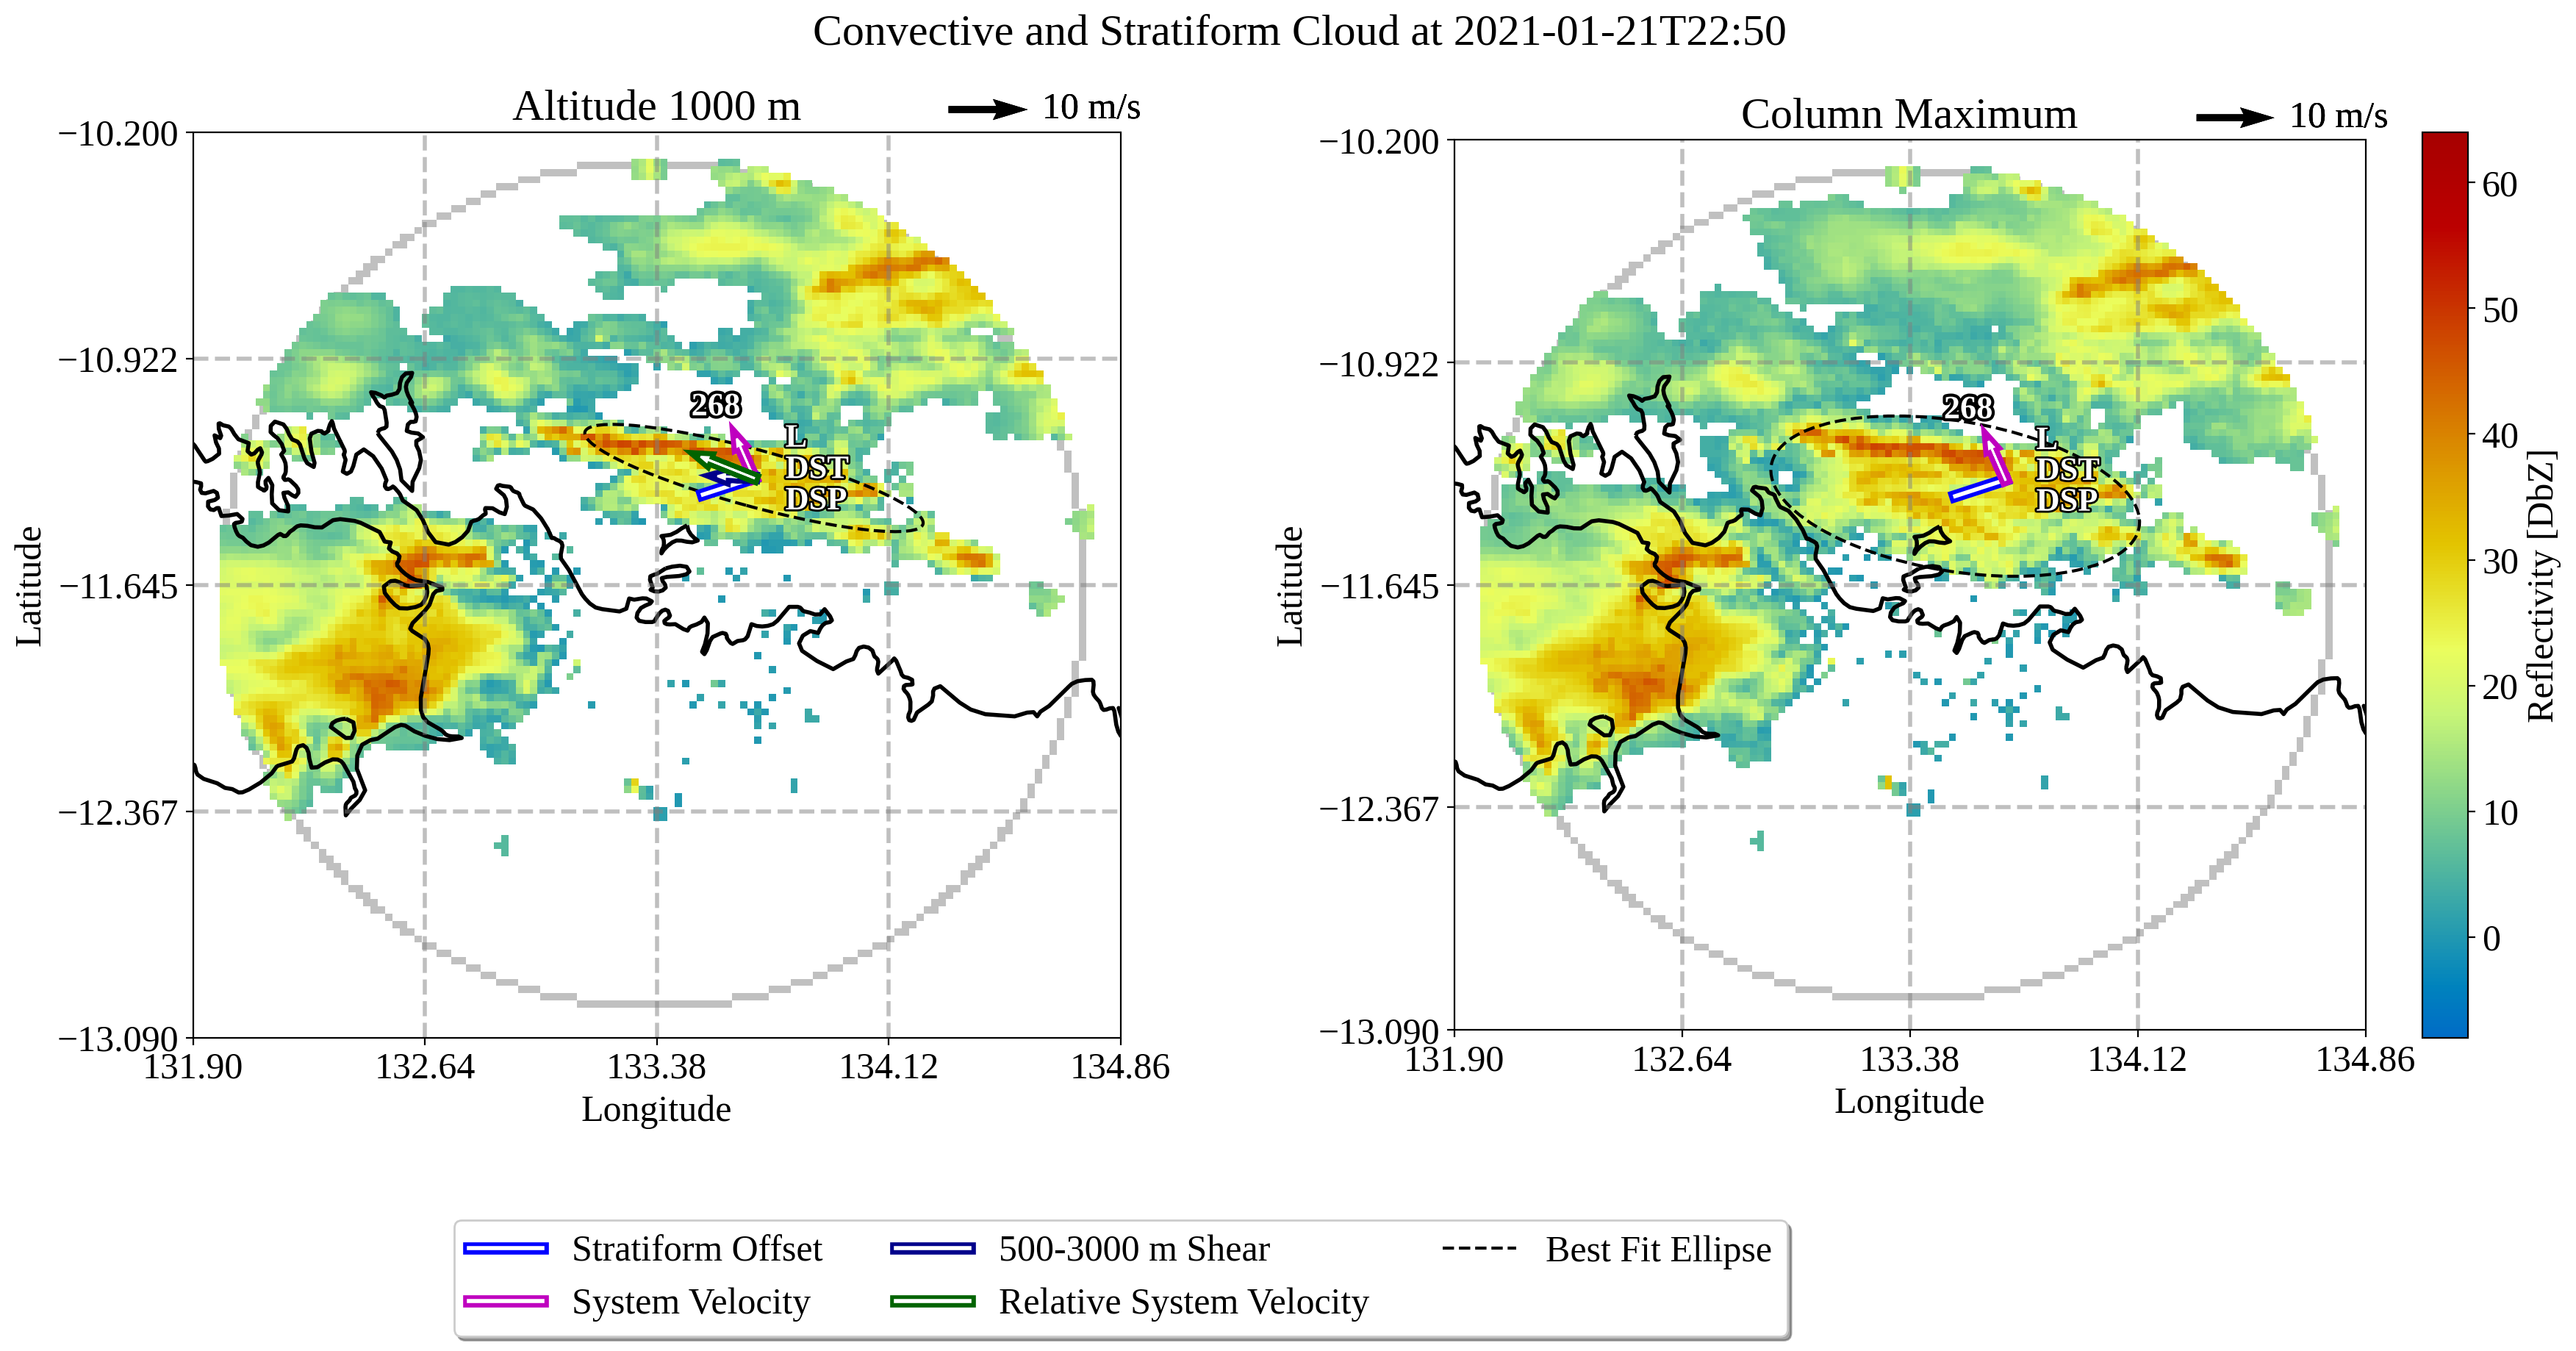 Convective and Stratiform Cloud at 2021-01-21T22:50
Altitude 1000 m
10 m/s
−10.200
−10.922
−11.645
−12.367
−13.090
Latitude
268
L
DST
DSP
131.90
132.64
133.38
134.12
134.86
Longitude
Column Maximum
10 m/s
−10.200
−10.922
−11.645
−12.367
−13.090
Latitude
268
L
DST
DSP
131.90
132.64
133.38
134.12
134.86
Longitude
60
50
40
30
20
10
0
Reflectivity [DbZ]
Stratiform Offset
System Velocity
500-3000 m Shear
Relative System Velocity
Best Fit Ellipse